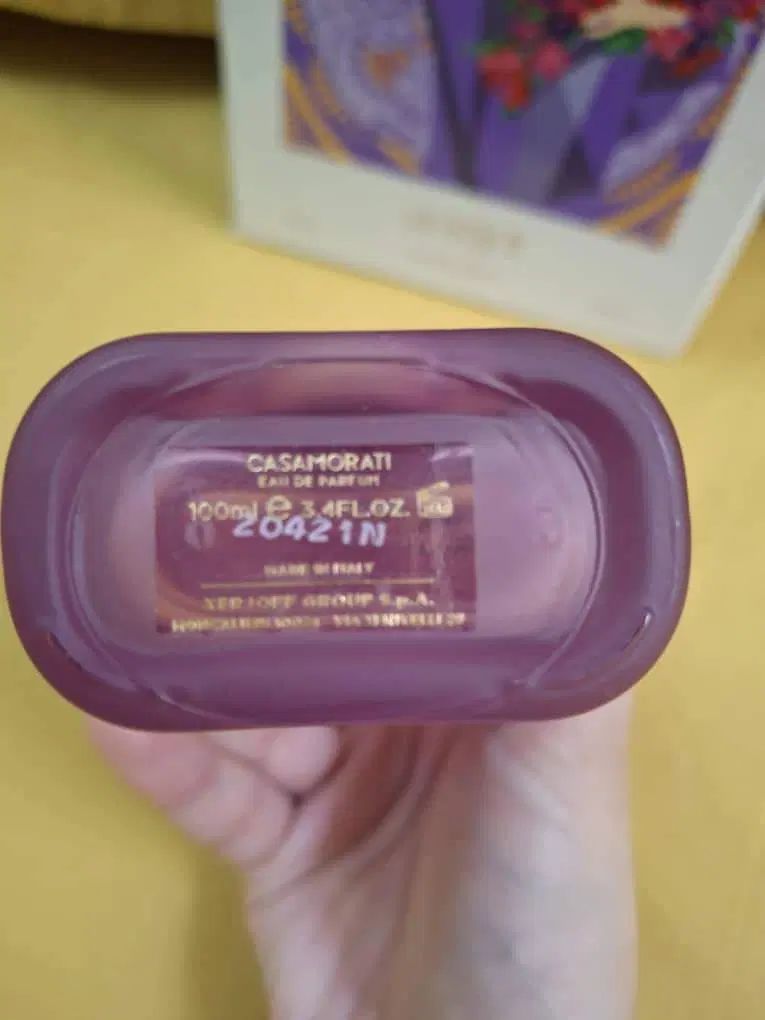 CASAMORATI
EAU DE PARFUM
100ml e 3.4FL.OZ.
20421N
MADE IN ITALY
XERJOFF GROUP S.p.A.